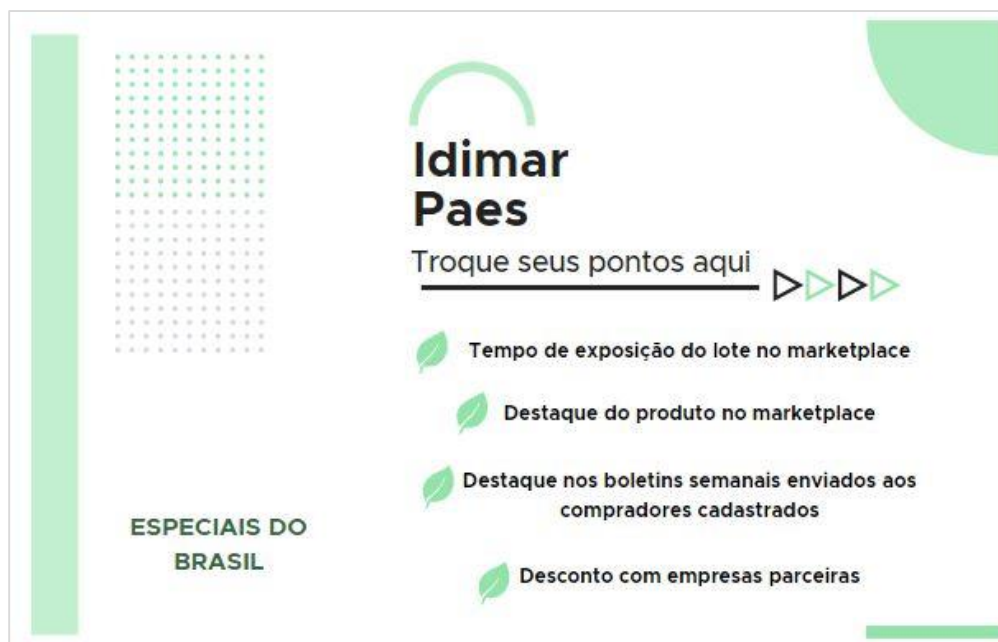 Idimar
Paes
Troque seus pontos aqui
Tempo de exposição do lote no marketplace
Destaque do produto no marketplace
Destaque nos boletins semanais enviados aos
compradores cadastrados
Desconto com empresas parceiras
ESPECIAIS DO
BRASIL